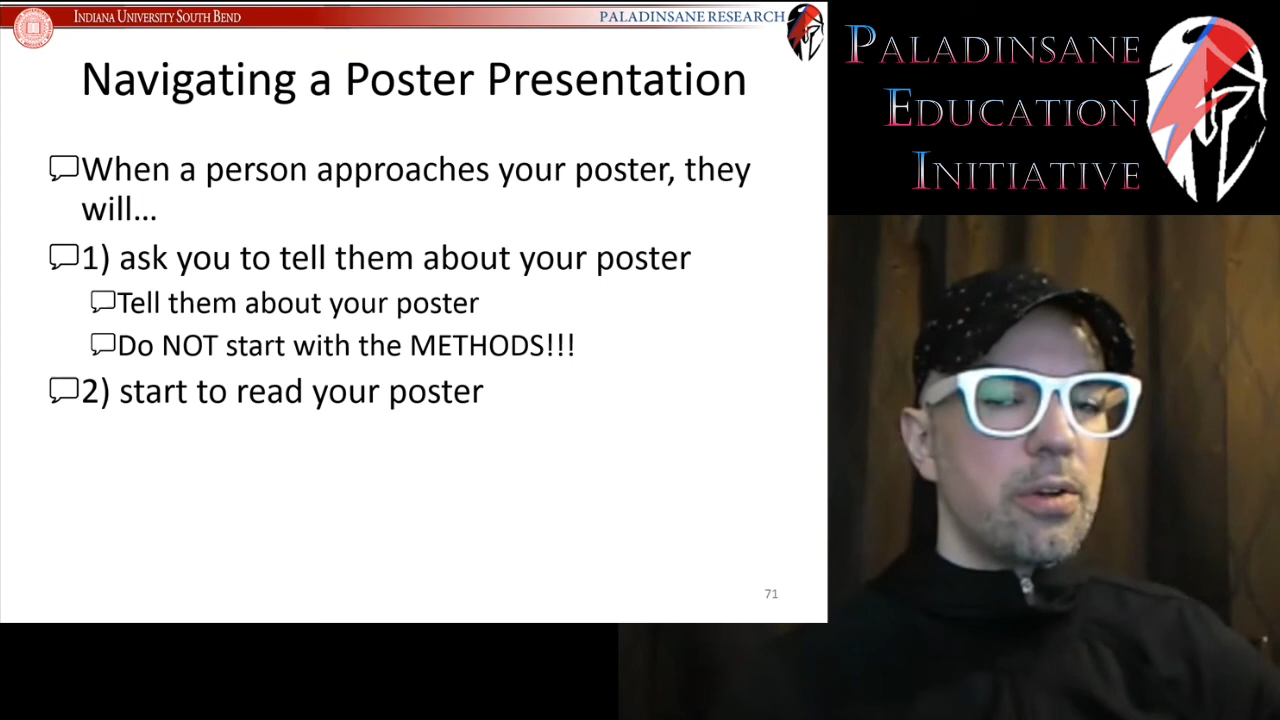 INDIANA UNIVERSITY SOUTH BEND
PALADINSANE RESEARCH
Navigating a Poster Presentation
When a person approaches your poster, they
will...
1) ask you to tell them about your poster
Tell them about your poster
Do NOT start with the METHODS!!!
2) start to read your poster
71
PALADINSANE
EDUCATION
INITIATIVE